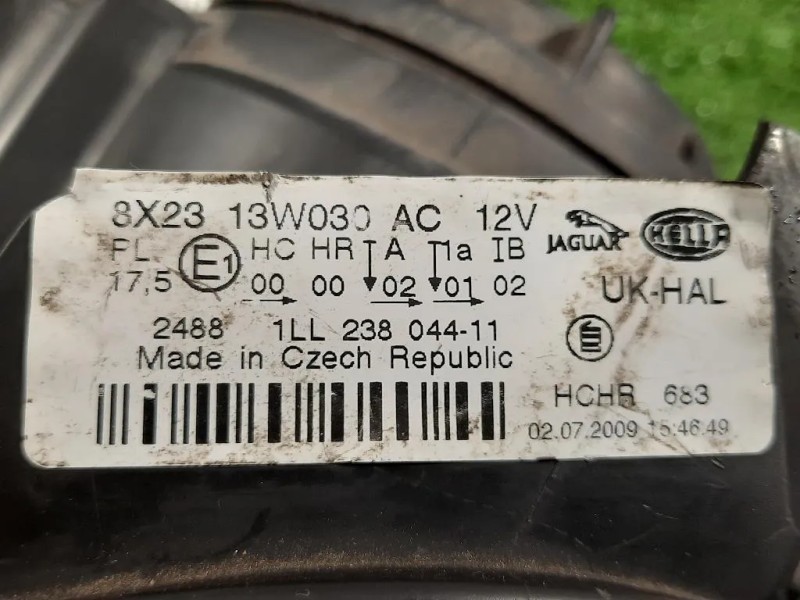 8X23 13W030 AC 12V
JAGUAR HELLA
PL E1 HC HR A 1a IB
17,5 00 00 02 01 02 UK-HAL
2488 1LL 238 044-11
Made in Czech Republic
HCHR 683
02.07.2009 15:46:49